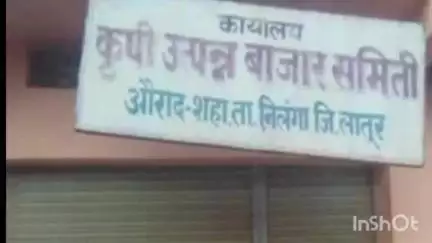 कायालय
कृषी उत्पन्न बाजार समिती
औराद-शहा.ता.निलंगा जि.लातूर
InShOt